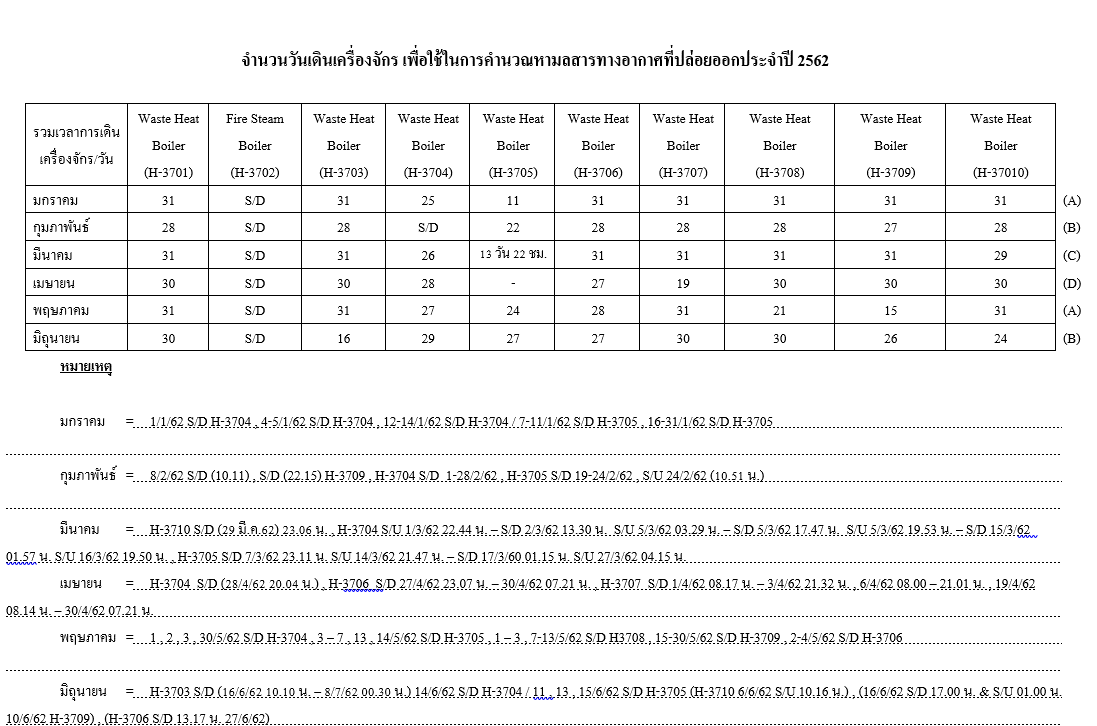 จำนวนวันเดินเครื่องจักร เพื่อใช้ในการคำนวณหามลสารทางอากาศที่ปล่อยออกประจำปี 2562
รวมเวลาการเดินเครื่องจักร/วัน Waste Heat Boiler (H-3701) Fire Steam Boiler (H-3702) Waste Heat Boiler (H-3703) Waste Heat Boiler (H-3704) Waste Heat Boiler (H-3705) Waste Heat Boiler (H-3706) Waste Heat Boiler (H-3707) Waste Heat Boiler (H-3708) Waste Heat Boiler (H-3709) Waste Heat Boiler (H-37010)
มกราคม 31 S/D 31 25 11 31 31 31 31 31 (A)
กุมภาพันธ์ 28 S/D 28 S/D 22 28 28 28 27 28 (B)
มีนาคม 31 S/D 31 26 13 วัน 22 ชม. 31 31 31 31 29 (C)
เมษายน 30 S/D 30 28 - 27 19 30 30 30 (D)
พฤษภาคม 31 S/D 31 27 24 28 31 21 15 31 (A)
มิถุนายน 30 S/D 16 29 27 27 30 30 26 24 (B)
หมายเหตุ
มกราคม = 1/1/62 S/D H-3704 , 4-5/1/62 S/D H-3704 , 12-14/1/62 S/D H-3704 / 7-11/1/62 S/D H-3705 , 16-31/1/62 S/D H-3705
กุมภาพันธ์ = 8/2/62 S/D (10.11) , S/D (22.15) H-3709 , H-3704 S/D 1-28/2/62 , H-3705 S/D 19-24/2/62 , S/U 24/2/62 (10.51 น.)
มีนาคม = H-3710 S/D (29 มี.ค.62) 23.06 น. , H-3704 S/U 1/3/62 22.44 น. – S/D 2/3/62 13.30 น. S/U 5/3/62 03.29 น. – S/D 5/3/62 17.47 น. S/U 5/3/62 19.53 น. – S/D 15/3/62
01.57 น. S/U 16/3/62 19.50 น. , H-3705 S/D 7/3/62 23.11 น. S/U 14/3/62 21.47 น. – S/D 17/3/60 01.15 น. S/U 27/3/62 04.15 น.
เมษายน = H-3704 S/D (28/4/62 20.04 น.) , H-3706 S/D 27/4/62 23.07 น. – 30/4/62 07.21 น. , H-3707 S/D 1/4/62 08.17 น. – 3/4/62 21.32 น. , 6/4/62 08.00 – 21.01 น. , 19/4/62
08.14 น. – 30/4/62 07.21 น.
พฤษภาคม = 1 , 2 , 3 , 30/5/62 S/D H-3704 , 3 – 7 , 13 , 14/5/62 S/D H-3705 , 1 – 3 , 7-13/5/62 S/D H3708 , 15-30/5/62 S/D H-3709 , 2-4/5/62 S/D H-3706
มิถุนายน = H-3703 S/D (16/6/62 10.10 น. – 8/7/62 00.30 น.) 14/6/62 S/D H-3704 / 11 , 13 , 15/6/62 S/D H-3705 (H-3710 6/6/62 S/U 10.16 น.) , (16/6/62 S/D 17.00 น. & S/U 01.00 น.
10/6/62 H-3709) , (H-3706 S/D 13.17 น. 27/6/62)